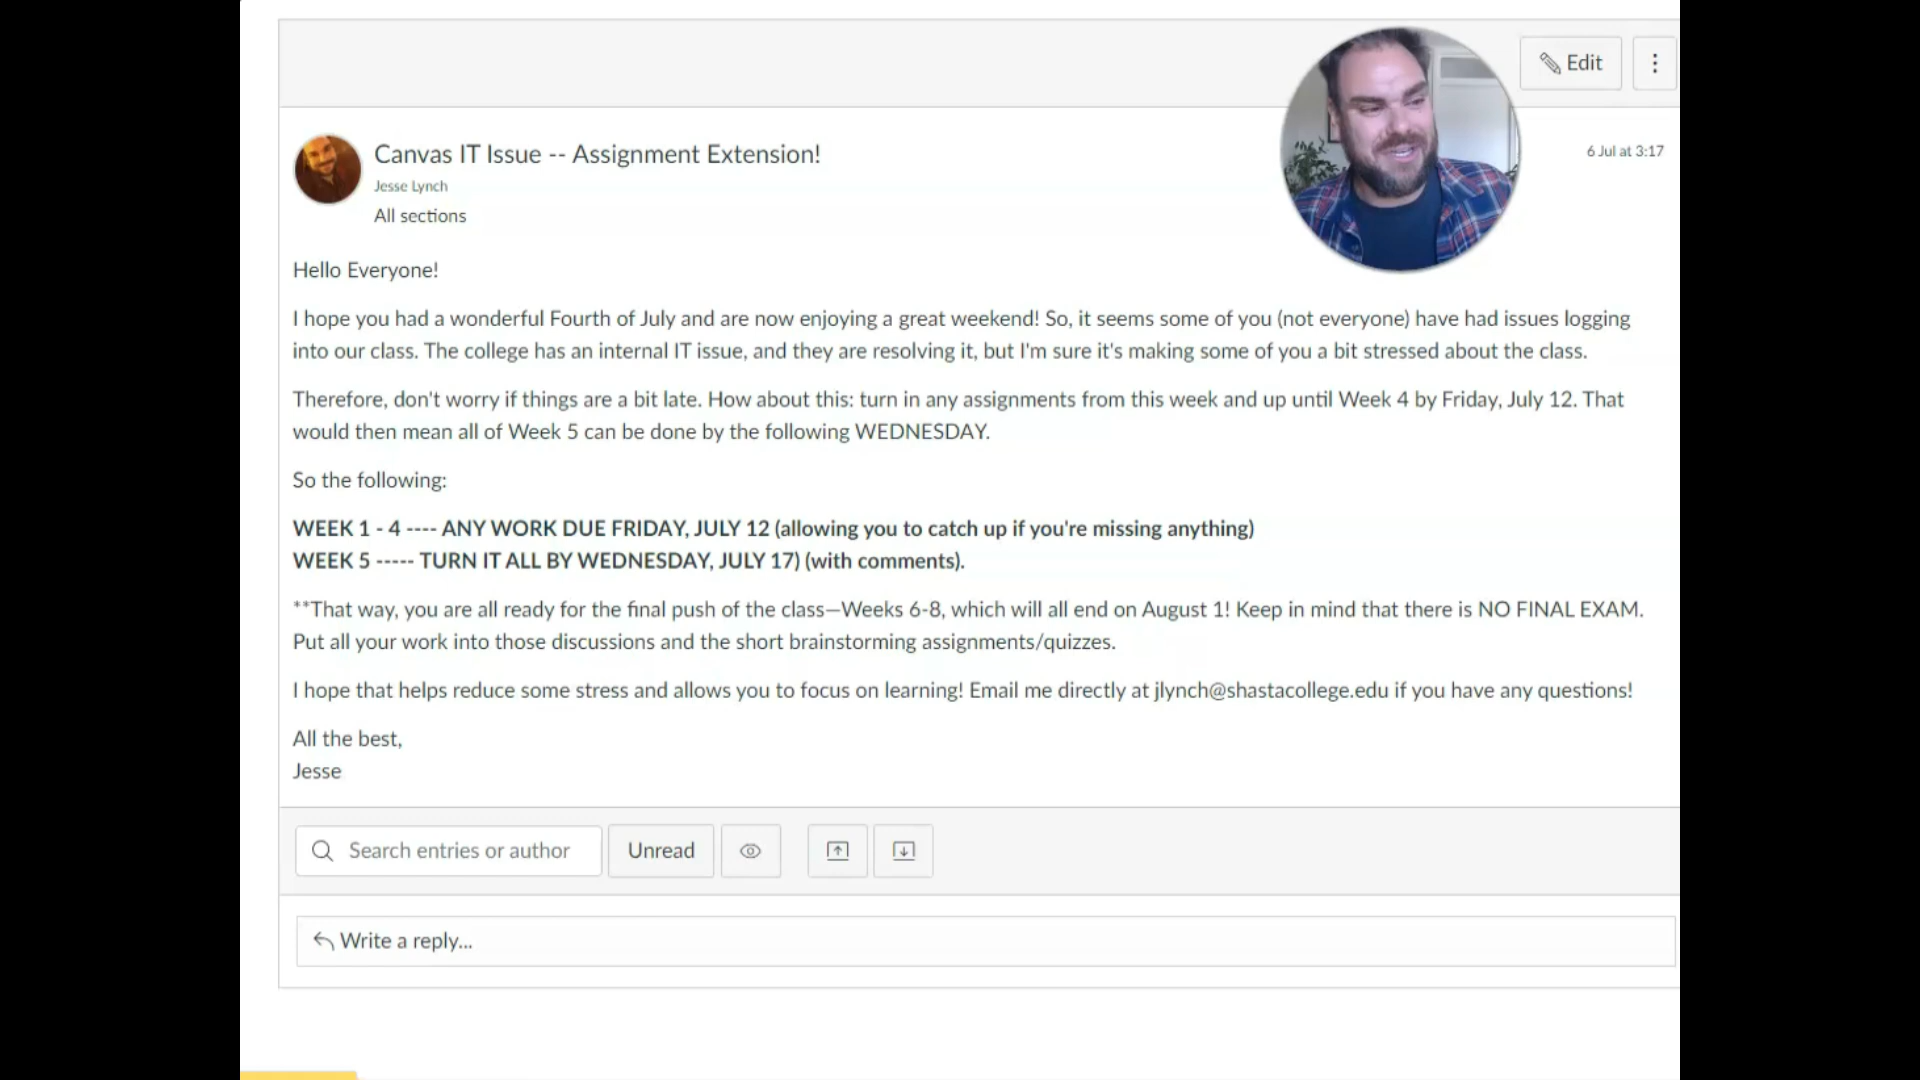 Edit
Canvas IT Issue -- Assignment Extension!
6 Jul at 3:17
Jesse Lynch
All sections
Hello Everyone!
I hope you had a wonderful Fourth of July and are now enjoying a great weekend! So, it seems some of you (not everyone) have had issues logging
into our class. The college has an internal IT issue, and they are resolving it, but I'm sure it's making some of you a bit stressed about the class.
Therefore, don't worry if things are a bit late. How about this: turn in any assignments from this week and up until Week 4 by Friday, July 12. That
would then mean all of Week 5 can be done by the following WEDNESDAY.
So the following:
WEEK 1 - 4 ---- ANY WORK DUE FRIDAY, JULY 12 (allowing you to catch up if you're missing anything)
WEEK 5 ----- TURN IT ALL BY WEDNESDAY, JULY 17) (with comments).
**That way, you are all ready for the final push of the class—Weeks 6-8, which will all end on August 1! Keep in mind that there is NO FINAL EXAM.
Put all your work into those discussions and the short brainstorming assignments/quizzes.
I hope that helps reduce some stress and allows you to focus on learning! Email me directly at jlynch@shastacollege.edu if you have any questions!
All the best,
Jesse
Search entries or author
Unread
Write a reply...